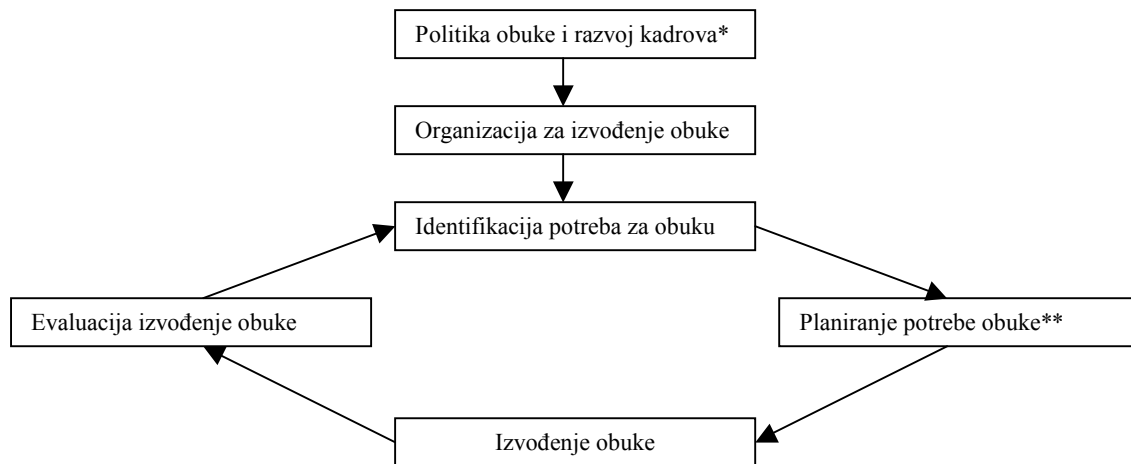 Politika obuke i razvoj kadrova*
Organizacija za izvođenje obuke
Identifikacija potreba za obuku
Evaluacija izvođenje obuke
Planiranje potrebe obuke**
Izvođenje obuke